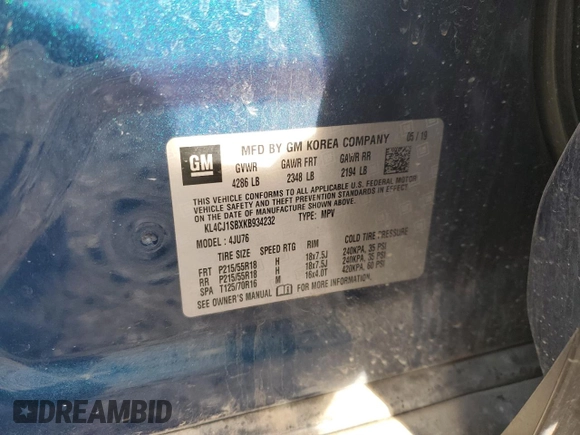 GM
MFD BY GM KOREA COMPANY 05 / 19
GVWR GAWR FRT GAWR RR
4286 LB 2348 LB 2194 LB
THIS VEHICLE CONFORMS TO ALL APPLICABLE U.S. FEDERAL MOTOR
VEHICLE SAFETY AND THEFT PREVENTION STANDARDS IN EFFECT
ON THE DATE OF MANUFACTURE SHOWN ABOVE.
KL4CJ1SBXKB934232 TYPE: MPV
MODEL: 4JU76
TIRE SIZE SPEED RTG RIM COLD TIRE PRESSURE
FRT P215/55R18 H 18x7.5J 240KPA, 35 PSI
RR P215/55R18 H 18x7.5J 240KPA, 35 PSI
SPA T125/70R16 M 16x4.0T 420KPA, 60 PSI
SEE OWNER'S MANUAL FOR MORE INFORMATION.
DREAMBID